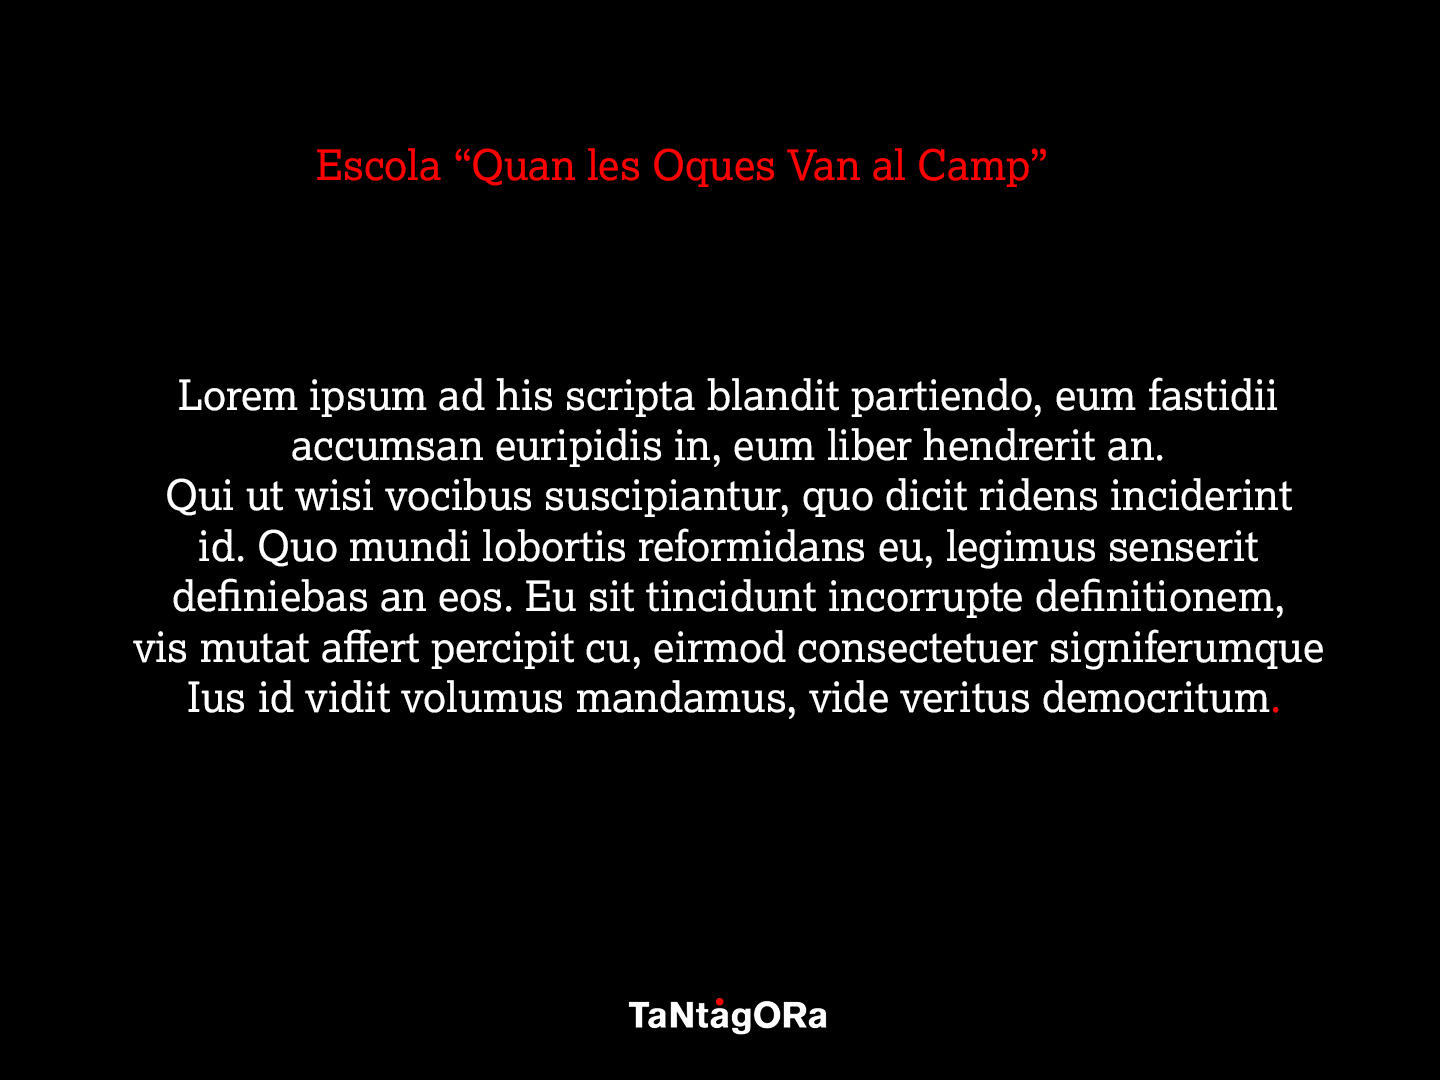 Escola “Quan les Oques Van al Camp”
Lorem ipsum ad his scripta blandit partiendo, eum fastidii
accumsan euripidis in, eum liber hendrerit an.
Qui ut wisi vocibus suscipiantur, quo dicit ridens inciderint
id. Quo mundi lobortis reformidans eu, legimus senserit
definiebas an eos. Eu sit tincidunt incorrupte definitionem,
vis mutat affert percipit cu, eirmod consectetuer signiferumque
Ius id vidit volumus mandamus, vide veritus democritum.
TaNtȧgORa